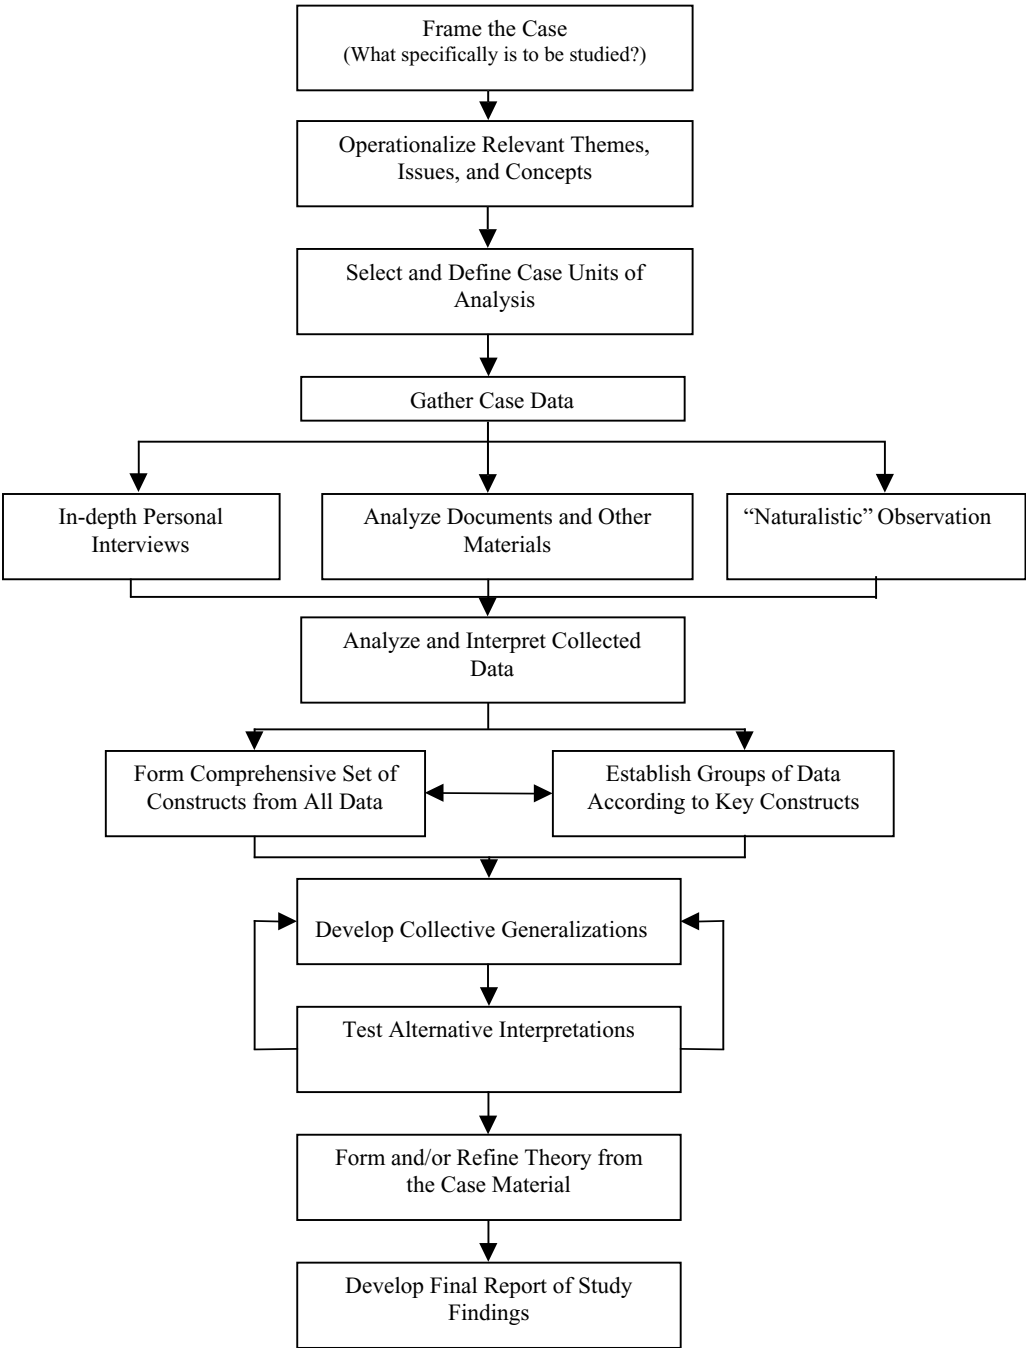 Frame the Case
(What specifically is to be studied?)
Operationalize Relevant Themes,
Issues, and Concepts
Select and Define Case Units of
Analysis
Gather Case Data
In-depth Personal
Interviews
Analyze Documents and Other
Materials
“Naturalistic” Observation
Analyze and Interpret Collected
Data
Form Comprehensive Set of
Constructs from All Data
Establish Groups of Data
According to Key Constructs
Develop Collective Generalizations
Test Alternative Interpretations
Form and/or Refine Theory from
the Case Material
Develop Final Report of Study
Findings